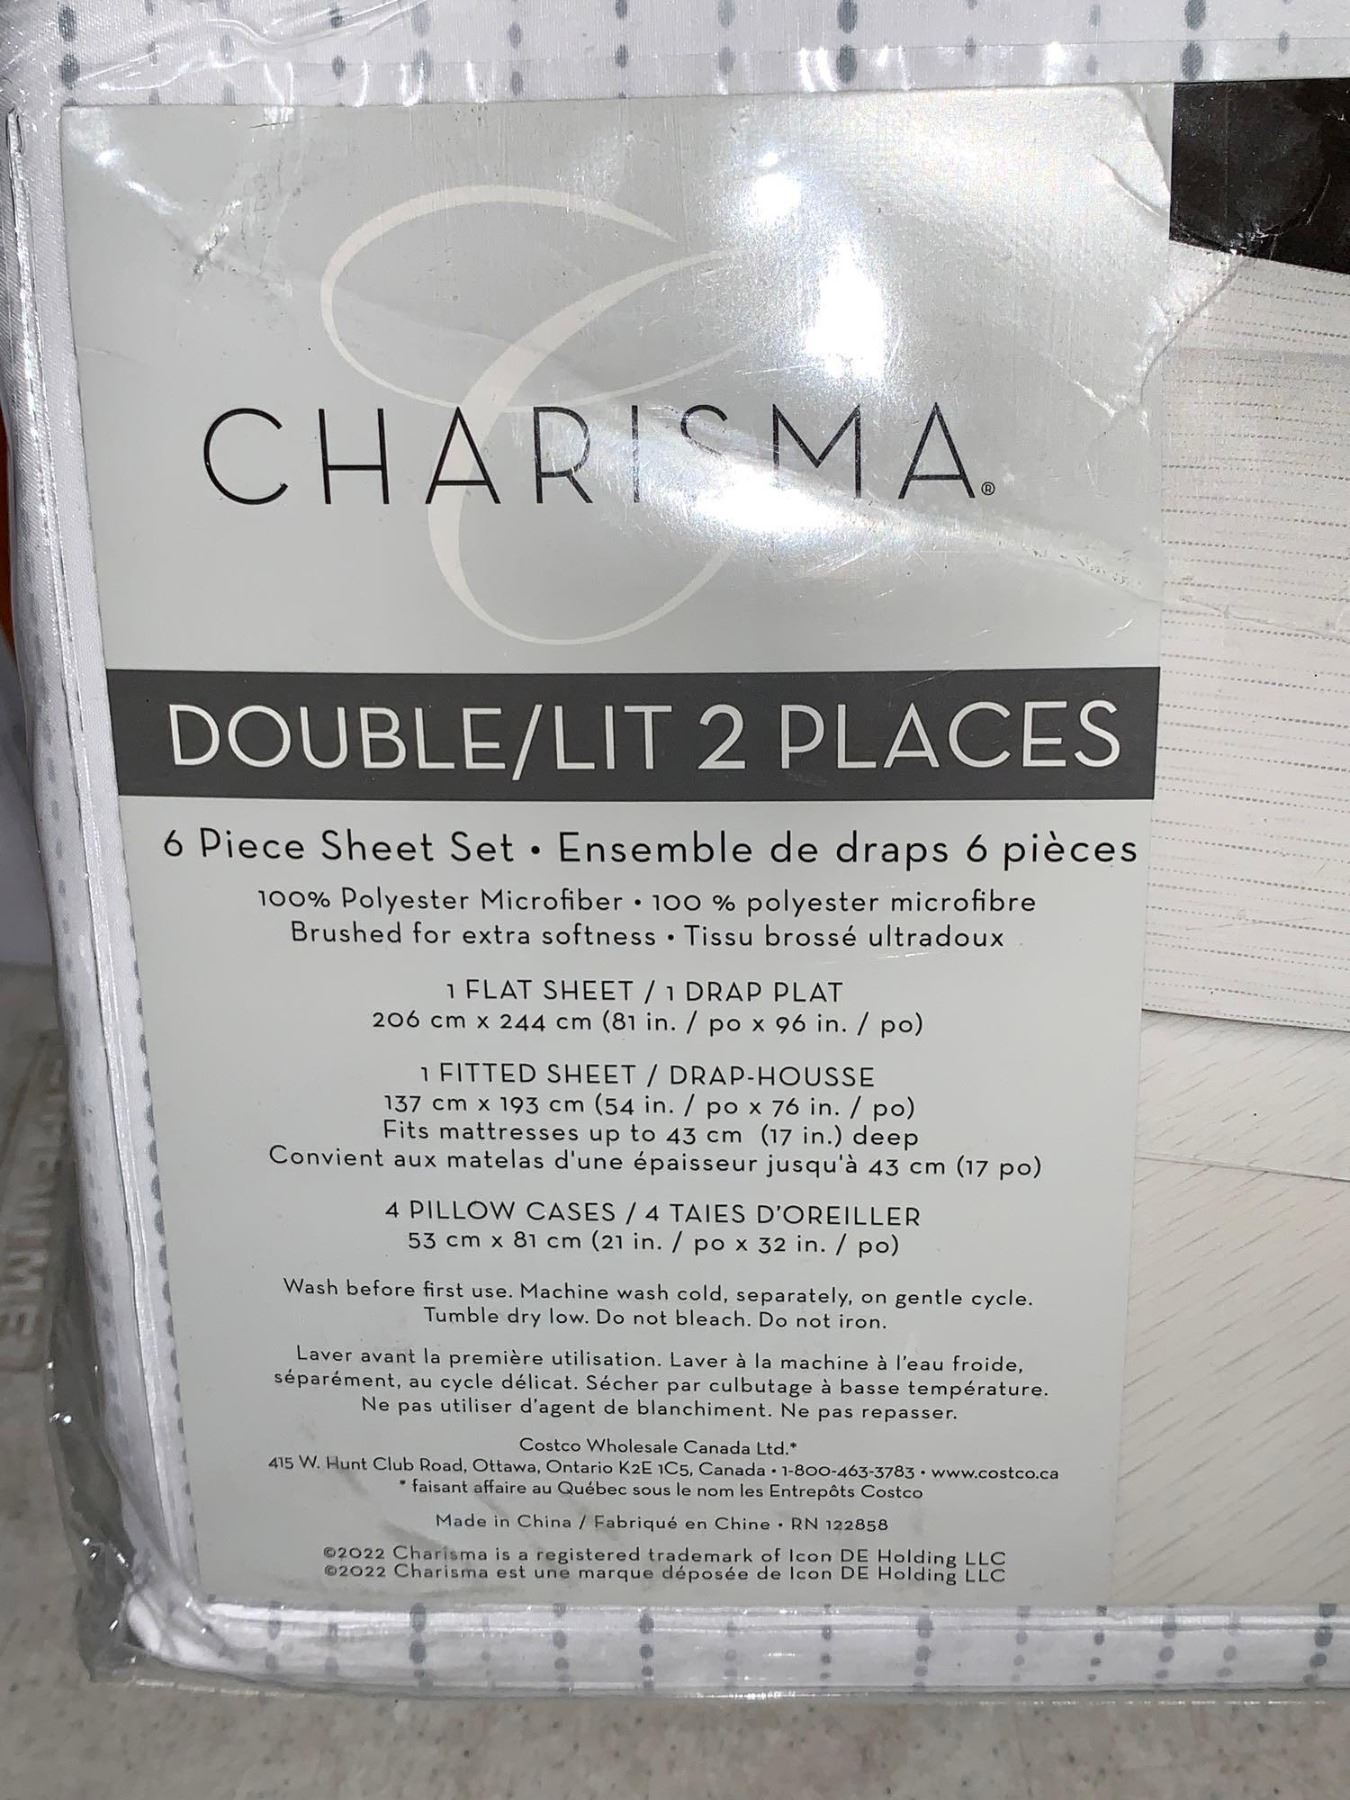 CHARISMA®
DOUBLE/LIT 2 PLACES
6 Piece Sheet Set • Ensemble de draps 6 pièces
100% Polyester Microfiber • 100 % polyester microfibre
Brushed for extra softness • Tissu brossé ultradoux
1 FLAT SHEET / 1 DRAP PLAT
206 cm x 244 cm (81 in. / po x 96 in. / po)
1 FITTED SHEET / DRAP-HOUSSE
137 cm x 193 cm (54 in. / po x 76 in. / po)
Fits mattresses up to 43 cm (17 in.) deep
Convient aux matelas d'une épaisseur jusqu'à 43 cm (17 po)
4 PILLOW CASES / 4 TAIES D'OREILLER
53 cm x 81 cm (21 in. / po x 32 in. / po)
Wash before first use. Machine wash cold, separately, on gentle cycle.
Tumble dry low. Do not bleach. Do not iron.
Laver avant la première utilisation. Laver à la machine à l'eau froide,
séparément, au cycle délicat. Sécher par culbutage à basse température.
Ne pas utiliser d'agent de blanchiment. Ne pas repasser.
Costco Wholesale Canada Ltd.*
415 W. Hunt Club Road, Ottawa, Ontario K2E 1C5, Canada • 1-800-463-3783 • www.costco.ca
* faisant affaire au Québec sous le nom les Entrepôts Costco
Made in China / Fabriqué en Chine • RN 122858
©2022 Charisma is a registered trademark of Icon DE Holding LLC
©2022 Charisma est une marque déposée de Icon DE Holding LLC